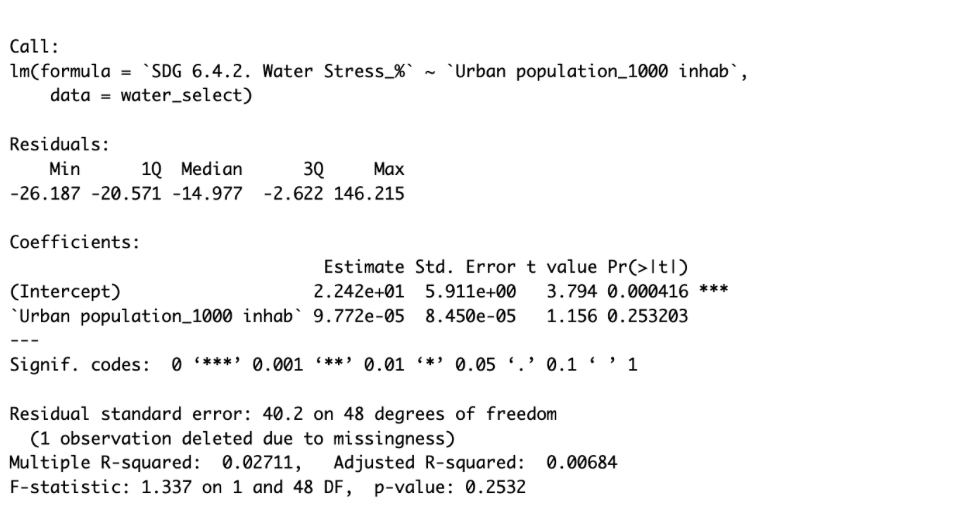 Call:
lm(formula = `SDG 6.4.2. Water Stress_%` ~ `Urban population_1000 inhab`,
    data = water_select)
Residuals:
    Min      1Q  Median      3Q     Max
-26.187 -20.571 -14.977  -2.622 146.215
Coefficients:
                               Estimate Std. Error t value Pr(>|t|)
(Intercept)                   2.242e+01  5.911e+00   3.794 0.000416 ***
`Urban population_1000 inhab` 9.772e-05  8.450e-05   1.156 0.253203
---
Signif. codes:  0 ‘***’ 0.001 ‘**’ 0.01 ‘*’ 0.05 ‘.’ 0.1 ‘ ’ 1
Residual standard error: 40.2 on 48 degrees of freedom
  (1 observation deleted due to missingness)
Multiple R-squared:  0.02711,   Adjusted R-squared:  0.00684
F-statistic: 1.337 on 1 and 48 DF,  p-value: 0.2532